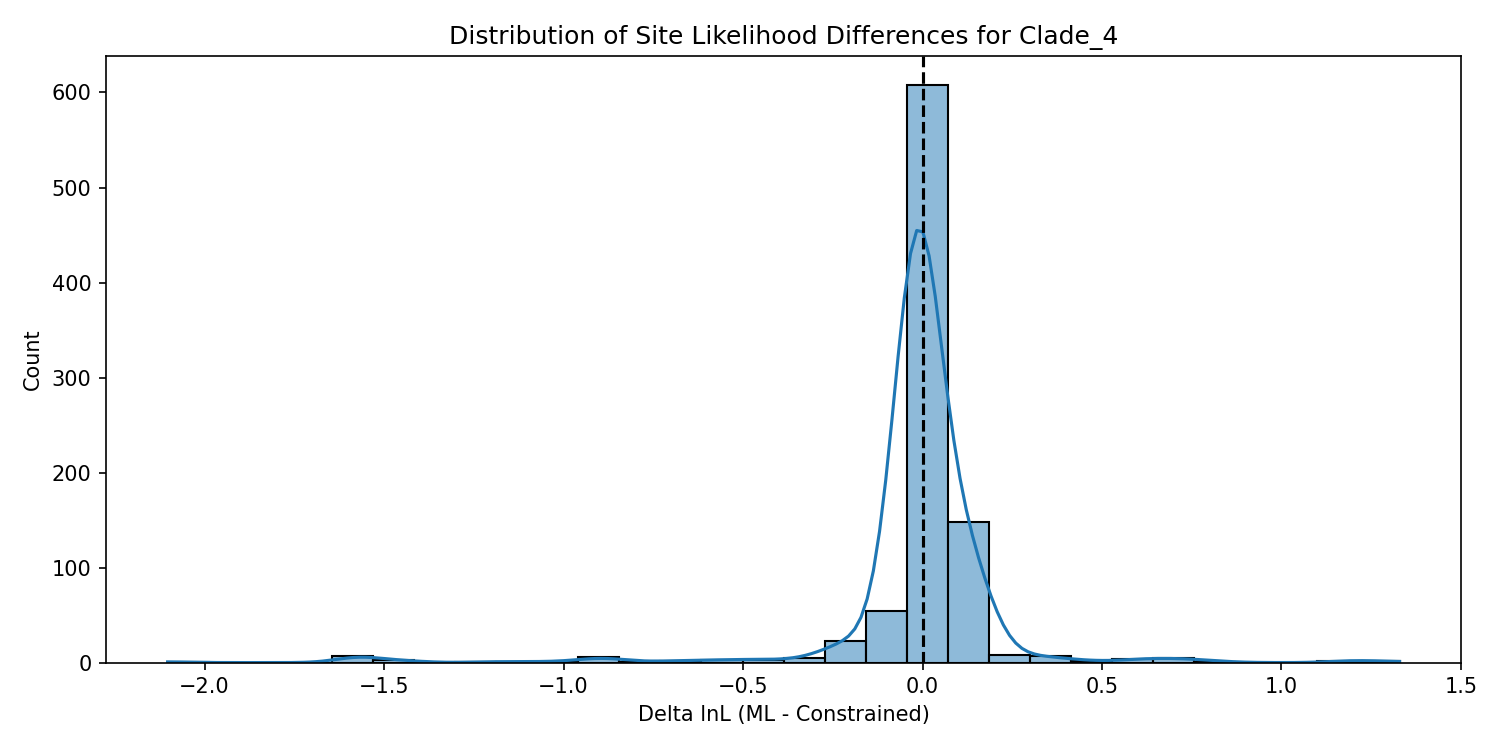 Distribution of Site Likelihood Differences for Clade_4
600
500
400
300
200
100
0
Count
−2.0 −1.5 −1.0 −0.5 0.0 0.5 1.0 1.5
Delta lnL (ML - Constrained)